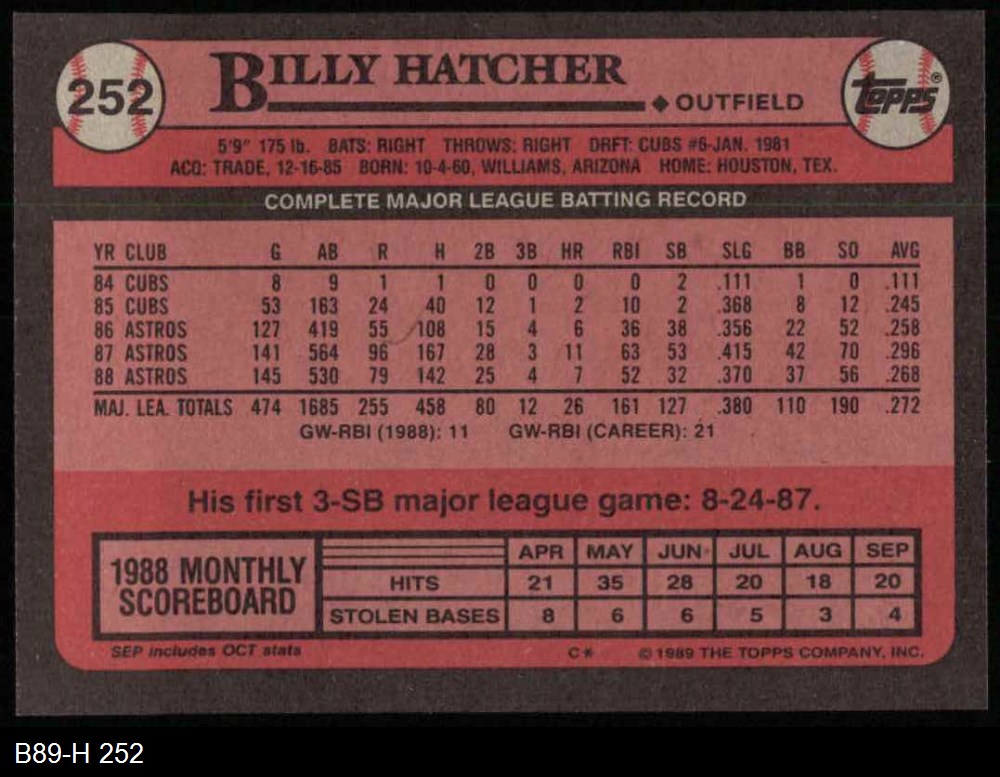 252
BILLY HATCHER
◆ OUTFIELD
TOPPS®
5'9" 175 lb. BATS: RIGHT THROWS: RIGHT DRFT: CUBS #6-JAN. 1981
ACQ: TRADE, 12-16-85 BORN: 10-4-60, WILLIAMS, ARIZONA HOME: HOUSTON, TEX.
COMPLETE MAJOR LEAGUE BATTING RECORD
YR CLUB G AB R H 2B 3B HR RBI SB SLG BB SO AVG
84 CUBS 8 9 1 1 0 0 0 0 2 .111 1 0 .111
85 CUBS 53 163 24 40 12 1 2 10 2 .368 8 12 .245
86 ASTROS 127 419 55 108 15 4 6 36 38 .356 22 52 .258
87 ASTROS 141 564 96 167 28 3 11 63 53 .415 42 70 .296
88 ASTROS 145 530 79 142 25 4 7 52 32 .370 37 56 .268
MAJ. LEA. TOTALS 474 1685 255 458 80 12 26 161 127 .380 110 190 .272
GW-RBI (1988): 11 GW-RBI (CAREER): 21
His first 3-SB major league game: 8-24-87.
1988 MONTHLY
SCOREBOARD
APR MAY JUN JUL AUG SEP
HITS 21 35 28 20 18 20
STOLEN BASES 8 6 6 5 3 4
SEP includes OCT stats C* © 1989 THE TOPPS COMPANY, INC.
B89-H 252